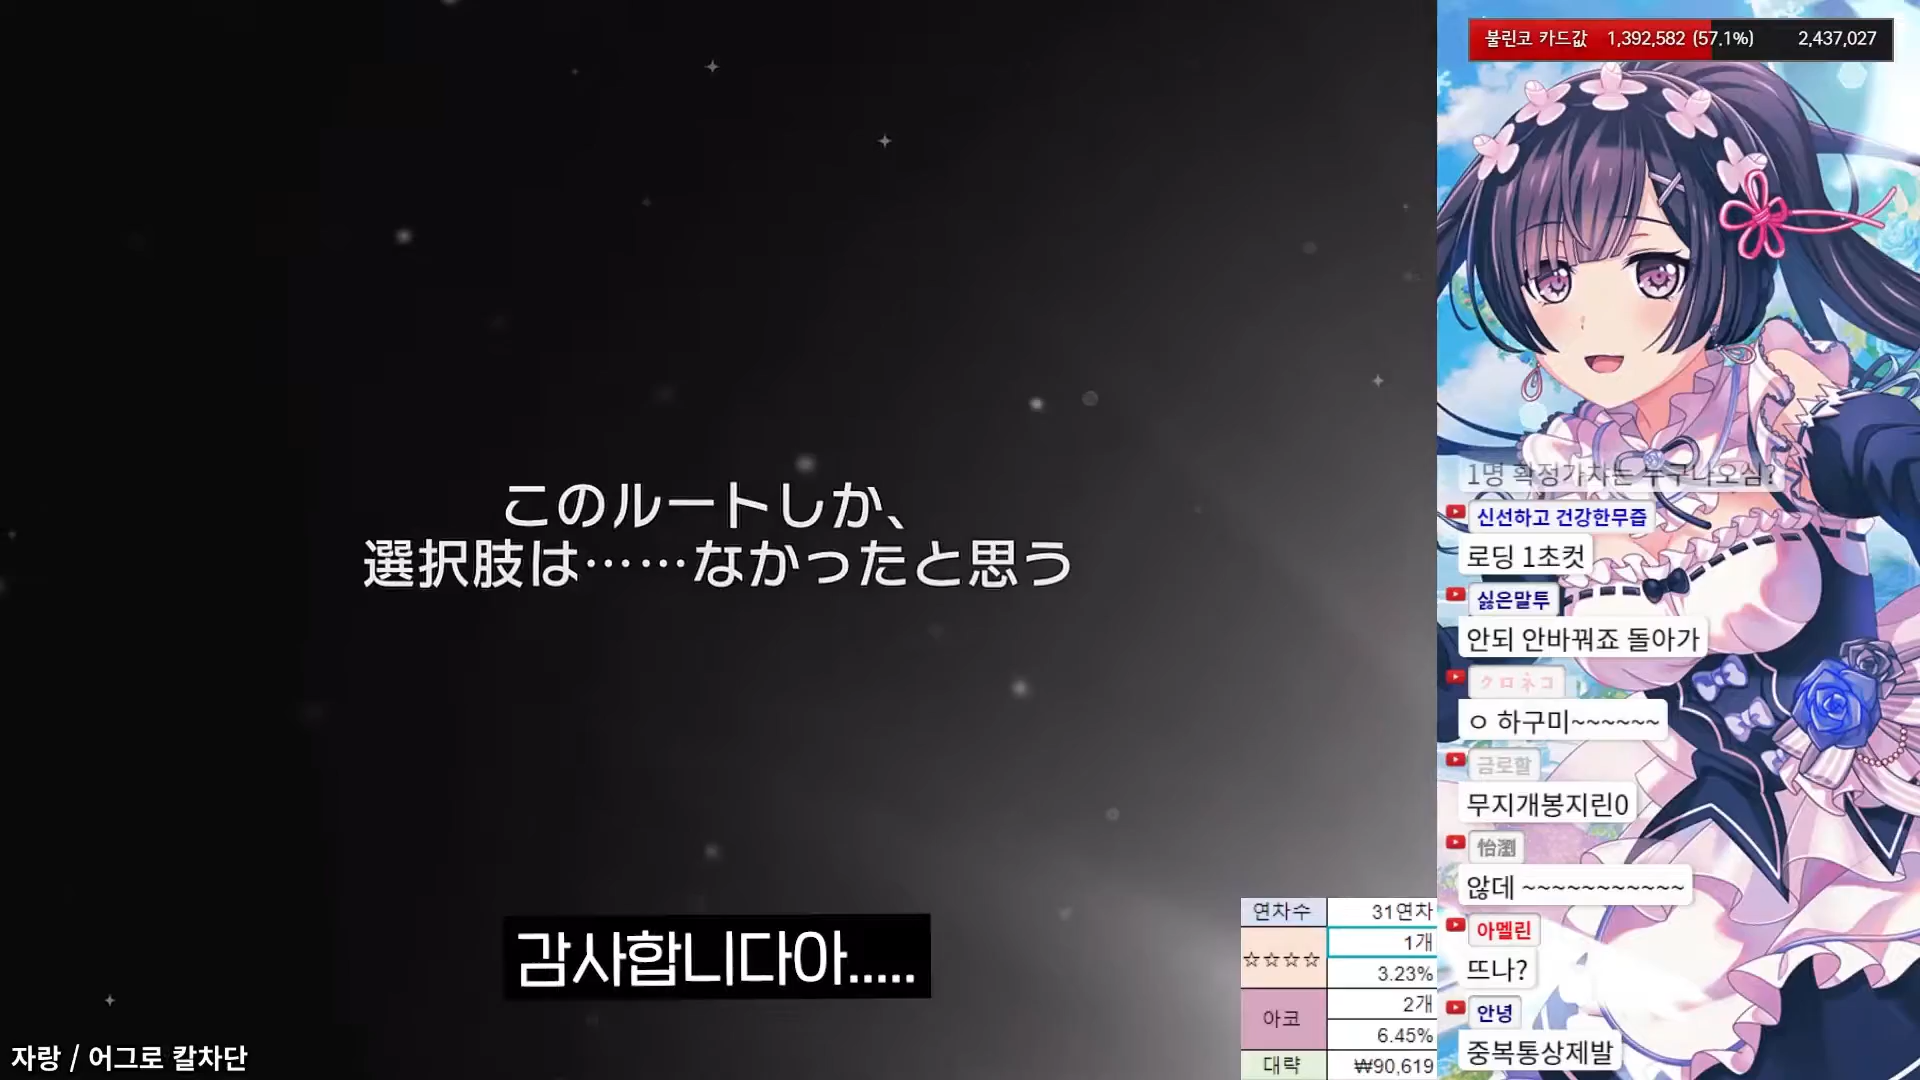 불린코 카드값 1,392,582 (57.1%) 2,437,027
このルートしか、
選択肢は……なかったと思う
감사합니다아.....
자랑 / 어그로 칼차단
연차수 31연차
☆☆☆☆ 1개
3.23%
아코 2개
6.45%
대략 ₩90,619
1명 확정가챠는 누구나오심?
신선하고 건강한무즙
로딩 1초컷
싫은말투
안되 안바꿔죠 돌아가
クロネコ
ㅇ 하구미~~~~~~
금로할
무지개봉지린0
怡瀏
않데 ~~~~~~~~~~~
아멜린
뜨나?
안녕
중복통상제발